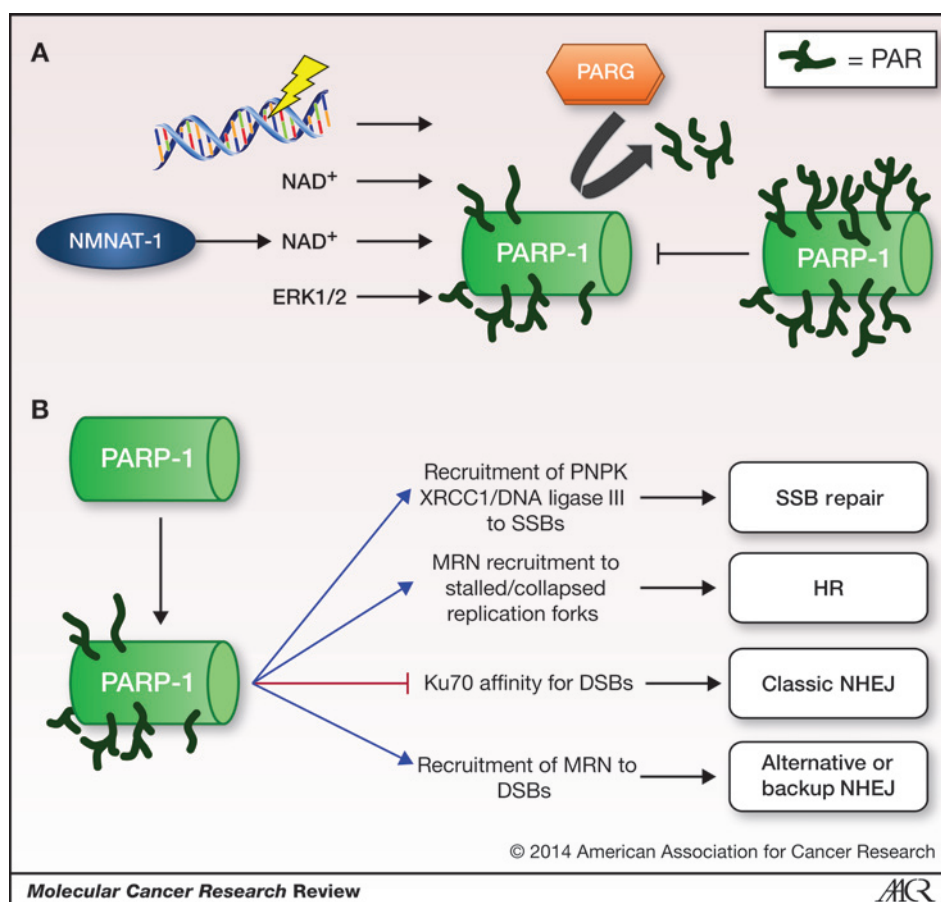 A
PARG
= PAR
NAD+
NMNAT-1
NAD+
PARP-1
PARP-1
ERK1/2
B
PARP-1
Recruitment of PNPK
XRCC1/DNA ligase III
to SSBs
SSB repair
MRN recruitment to
stalled/collapsed
replication forks
HR
PARP-1
Ku70 affinity for DSBs
Classic NHEJ
Recruitment of MRN to
DSBs
Alternative or
backup NHEJ
© 2014 American Association for Cancer Research
Molecular Cancer Research Review
AACR